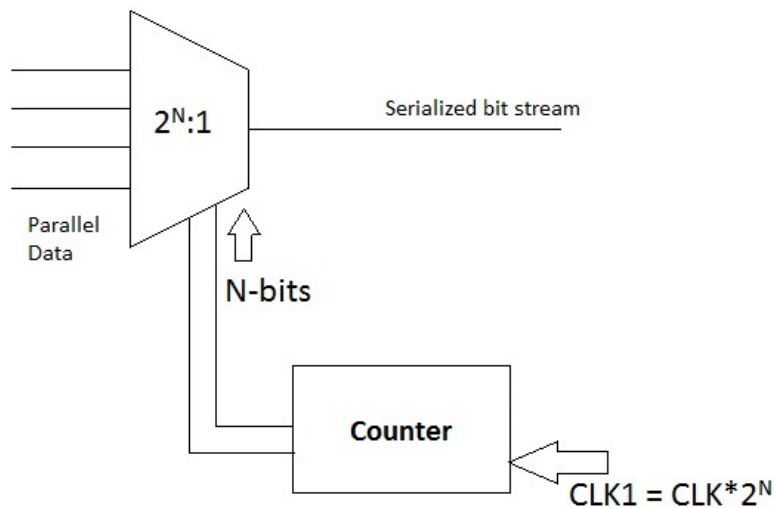 Serialized bit stream
2ᴺ:1
Parallel
Data
N-bits
Counter
CLK1 = CLK*2ᴺ